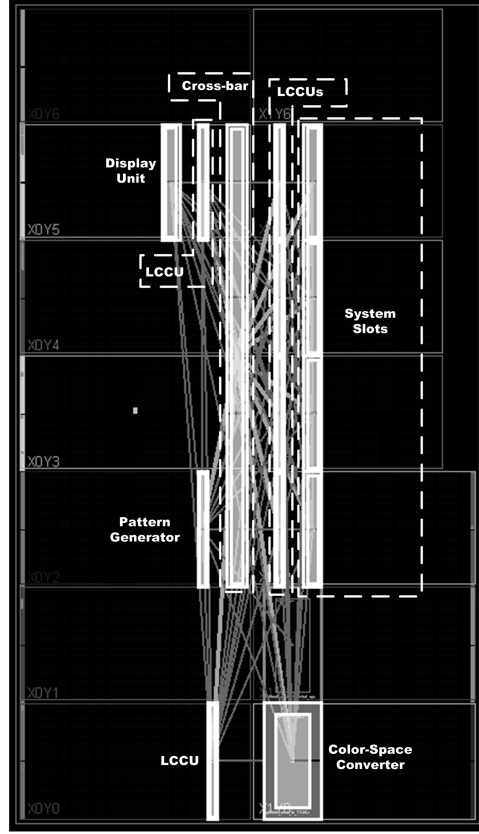 Cross-bar
LCCUs
X0Y6
Display
Unit
X0Y5
LCCU
System
Slots
X0Y4
X0Y3
Pattern
Generator
X0Y2
X0Y1
LCCU
Color-Space
Converter
X0Y0
X1Y0